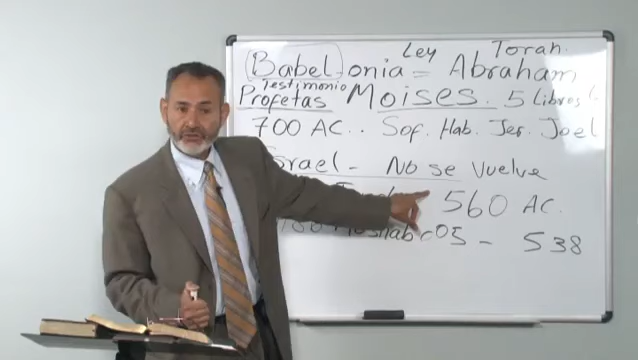 Ley Torah.
(Babel)onia = Abraham
Testimonio
Profetas Moises. 5 libros (
700 AC.. Sof. Hab. Jer. Joel
Israel - No se Vuelve
560 AC.
- 538